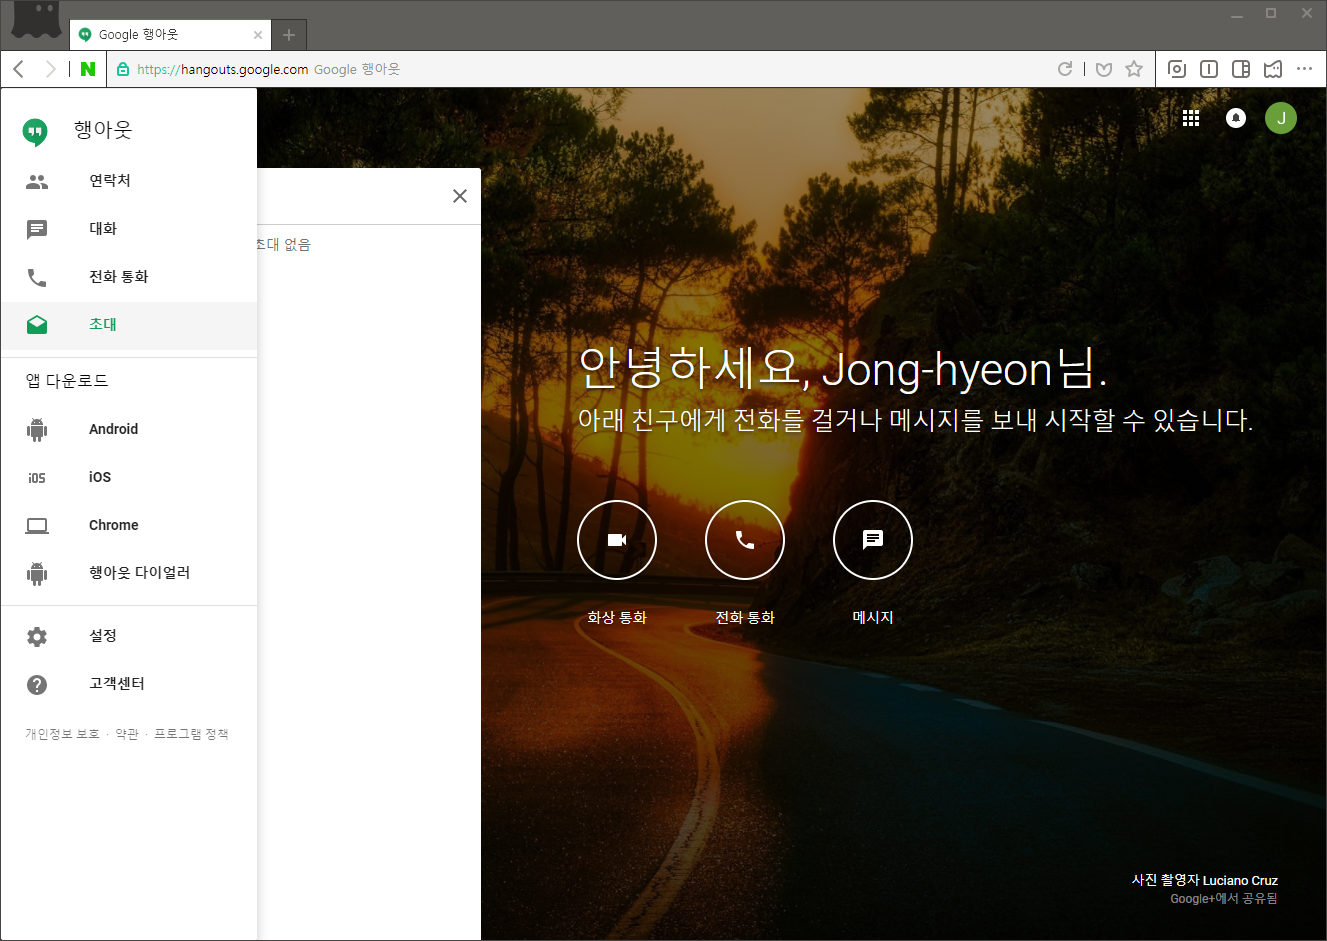 Google 행아웃
N
https://hangouts.google.com Google 행아웃
행아웃
연락처
대화
전화 통화
초대
초대 없음
앱 다운로드
Android
iOS
iOS
Chrome
행아웃 다이얼러
설정
고객센터
개인정보 보호 · 약관 · 프로그램 정책
J
안녕하세요, Jong-hyeon님.
아래 친구에게 전화를 걸거나 메시지를 보내 시작할 수 있습니다.
화상 통화 전화 통화 메시지
사진 촬영자 Luciano Cruz
Google+에서 공유됨